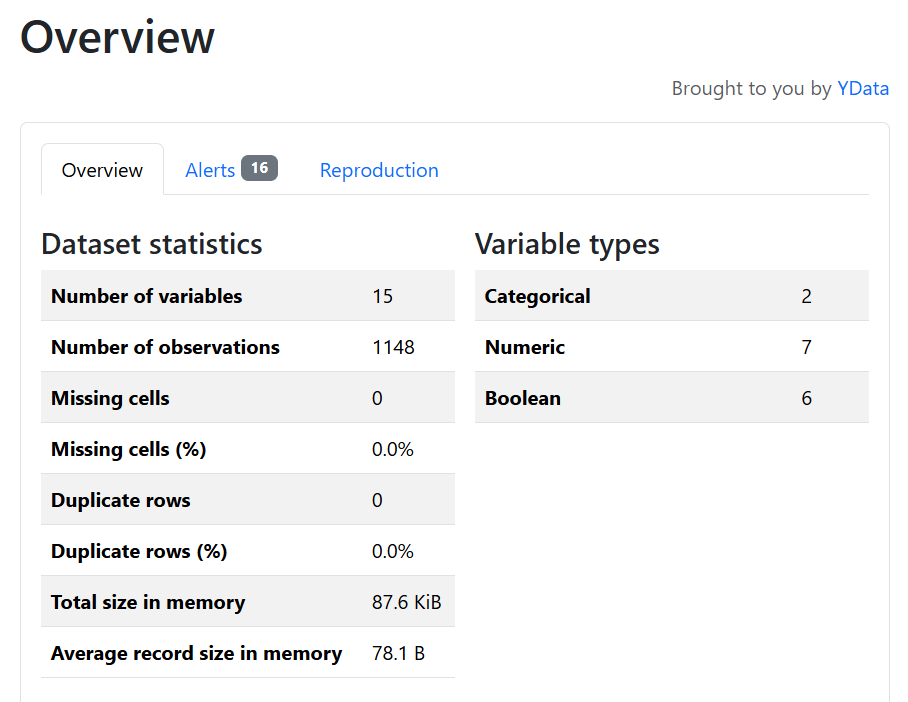 Overview
Brought to you by YData
Overview Alerts 16 Reproduction
Dataset statistics
Number of variables 15
Number of observations 1148
Missing cells 0
Missing cells (%) 0.0%
Duplicate rows 0
Duplicate rows (%) 0.0%
Total size in memory 87.6 KiB
Average record size in memory 78.1 B
Variable types
Categorical 2
Numeric 7
Boolean 6